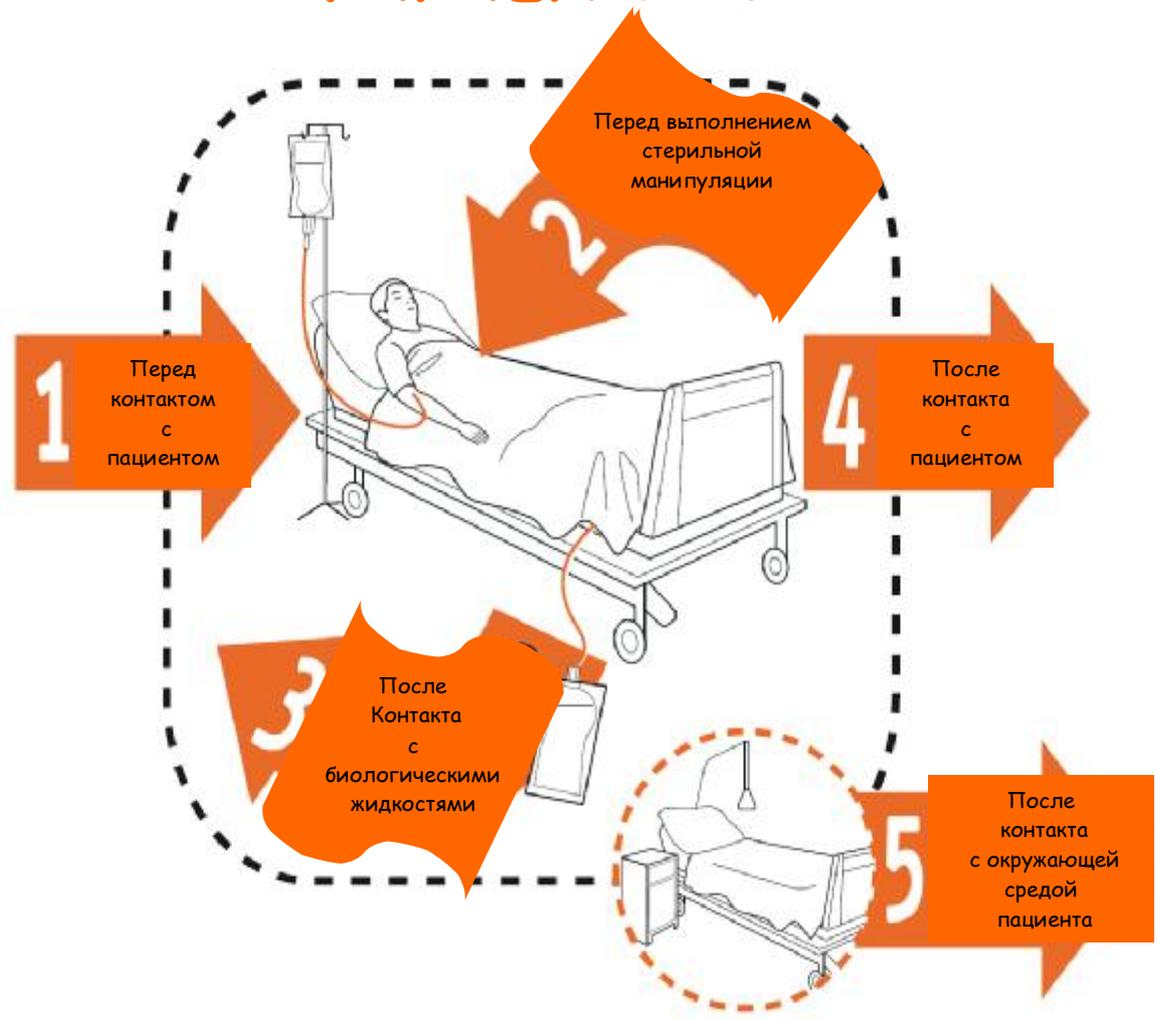 Перед выполнением
стерильной
манипуляции
2
1
Перед
контактом
с
пациентом
4
После
контакта
с
пациентом
3
После
Контакта
с
биологическими
жидкостями
5
После
контакта
с окружающей
средой
пациента